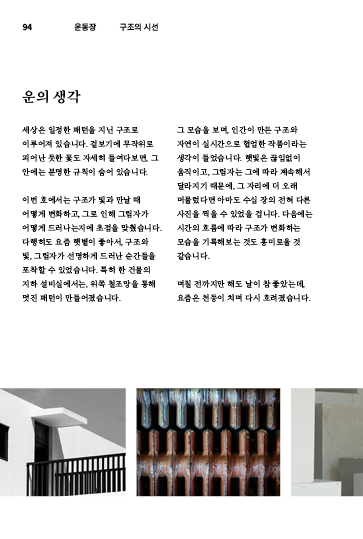 94 운동장 구조의 시선
운의 생각
세상은 일정한 패턴을 지닌 구조로
이루어져 있습니다. 겉보기에 무작위로
피어난 듯한 꽃도 자세히 들여다보면, 그
안에는 분명한 규칙이 숨어 있습니다.
이번 호에서는 구조가 빛과 만날 때
어떻게 변화하고, 그로 인해 그림자가
어떻게 드러나는지에 초점을 맞췄습니다.
다행히도 요즘 햇볕이 좋아서, 구조와
빛, 그림자가 선명하게 드러난 순간들을
포착할 수 있었습니다. 특히 한 건물의
지하 설비실에서는, 위쪽 철조망을 통해
멋진 패턴이 만들어졌습니다.
그 모습을 보며, 인간이 만든 구조와
자연이 실시간으로 협업한 작품이라는
생각이 들었습니다. 햇빛은 끊임없이
움직이고, 그림자는 그에 따라 계속해서
달라지기 때문에, 그 자리에 더 오래
머물렀다면 아마도 수십 장의 전혀 다른
사진을 찍을 수 있었을 겁니다. 다음에는
시간의 흐름에 따라 구조가 변화하는
모습을 기록해보는 것도 흥미로울 것
같습니다.
며칠 전까지만 해도 날이 참 좋았는데,
요즘은 천둥이 치며 다시 흐려졌습니다.